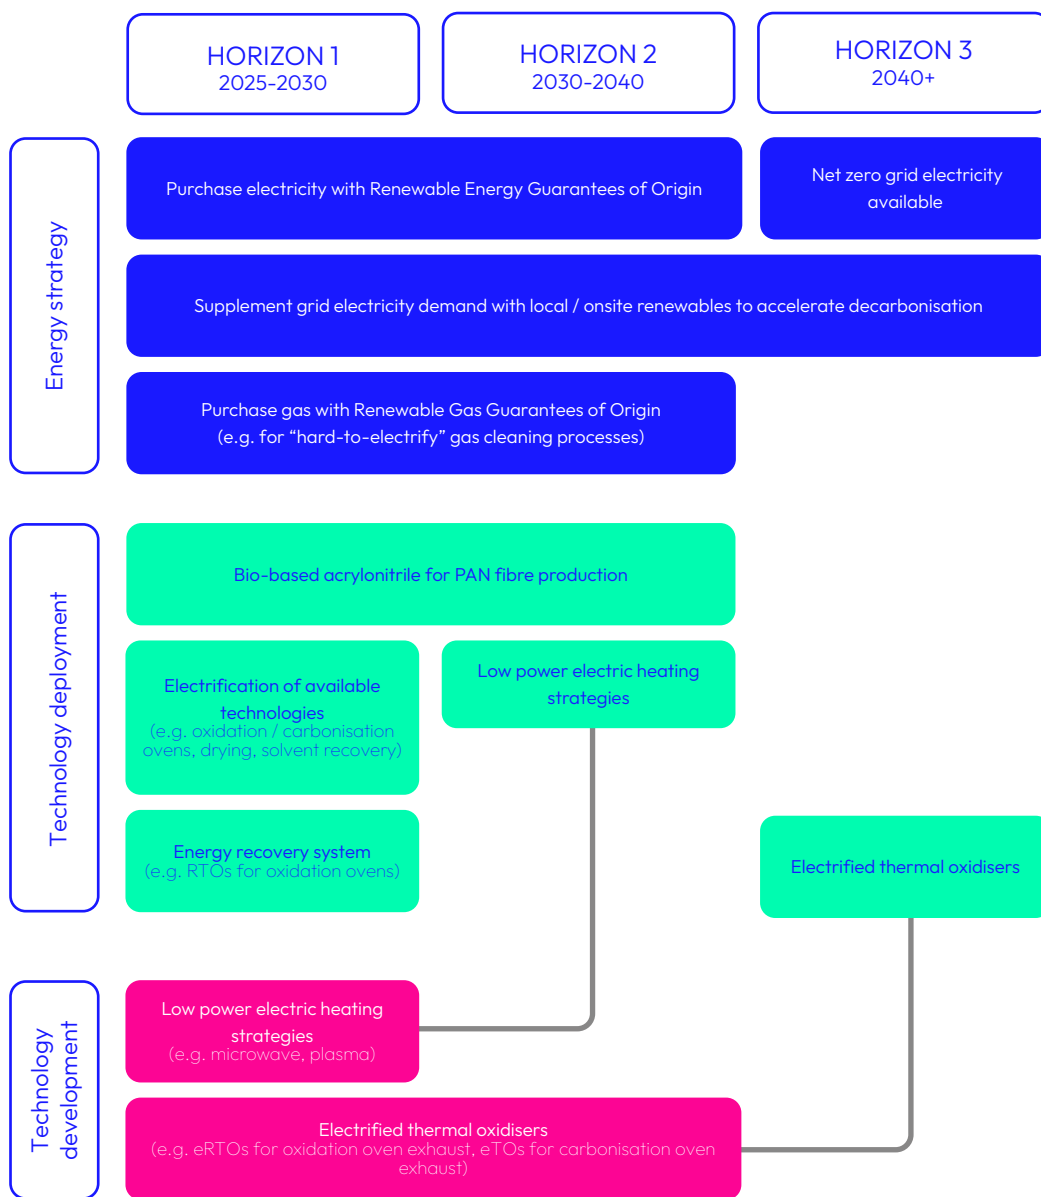 HORIZON 1
2025-2030
HORIZON 2
2030-2040
HORIZON 3
2040+
Energy strategy
Purchase electricity with Renewable Energy Guarantees of Origin
Net zero grid electricity
available
Supplement grid electricity demand with local / onsite renewables to accelerate decarbonisation
Purchase gas with Renewable Gas Guarantees of Origin
(e.g. for “hard-to-electrify” gas cleaning processes)
Technology deployment
Bio-based acrylonitrile for PAN fibre production
Electrification of available
technologies
(e.g. oxidation / carbonisation
ovens, drying, solvent recovery)
Low power electric heating
strategies
Energy recovery system
(e.g. RTOs for oxidation ovens)
Electrified thermal oxidisers
Technology
development
Low power electric heating
strategies
(e.g. microwave, plasma)
Electrified thermal oxidisers
(e.g. eRTOs for oxidation oven exhaust, eTOs for carbonisation oven
exhaust)